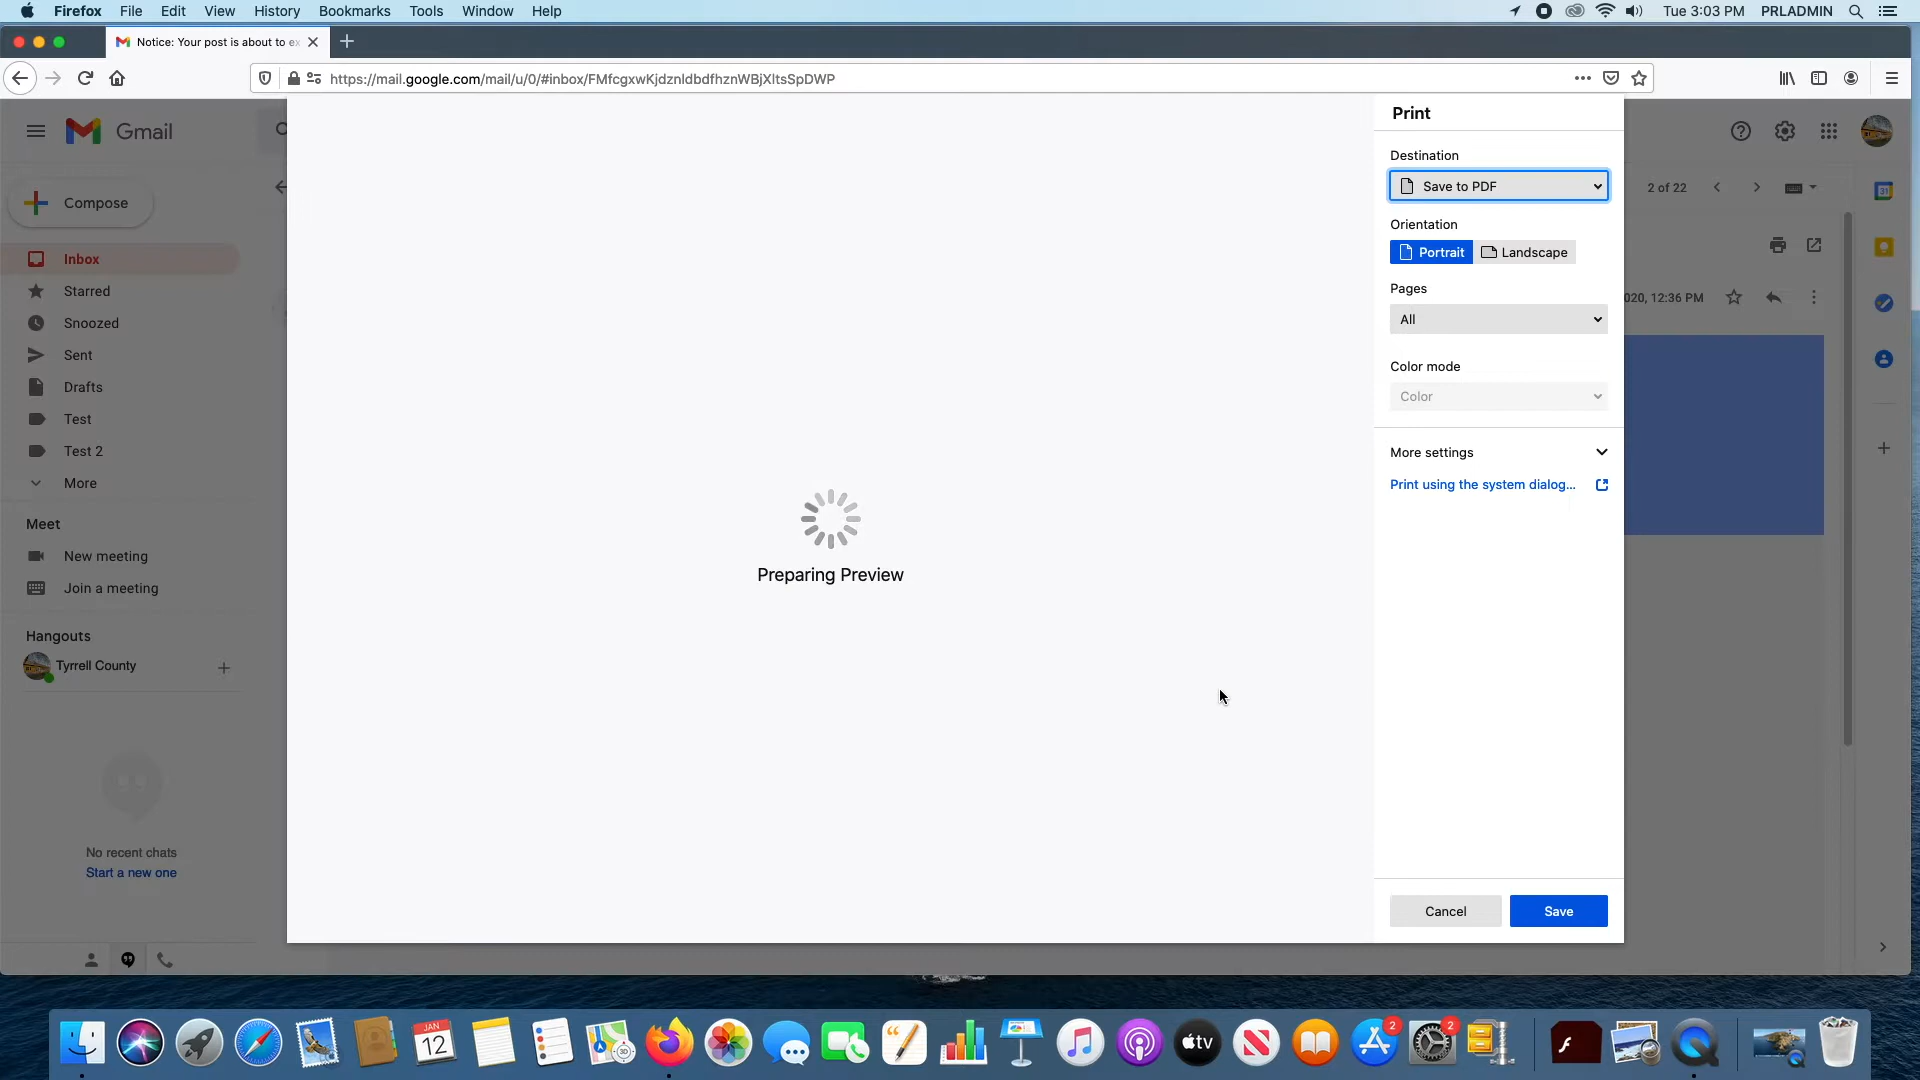 Firefox File Edit View History Bookmarks Tools Window Help
Tue 3:03 PM PRLADMIN
Notice: Your post is about to ex
https://mail.google.com/mail/u/0/#inbox/FMfcgxwKjdznldbdfhznWBjXltsSpDWP
Gmail
Compose
Inbox
Starred
Snoozed
Sent
Drafts
Test
Test 2
More
Meet
New meeting
Join a meeting
Hangouts
Tyrrell County
No recent chats
Start a new one
Preparing Preview
Print
Destination
Save to PDF
Orientation
Portrait Landscape
Pages
All
Color mode
Color
More settings
Print using the system dialog...
Cancel Save
2 of 22
31
020, 12:36 PM
JAN
12
3D
tv
2
2